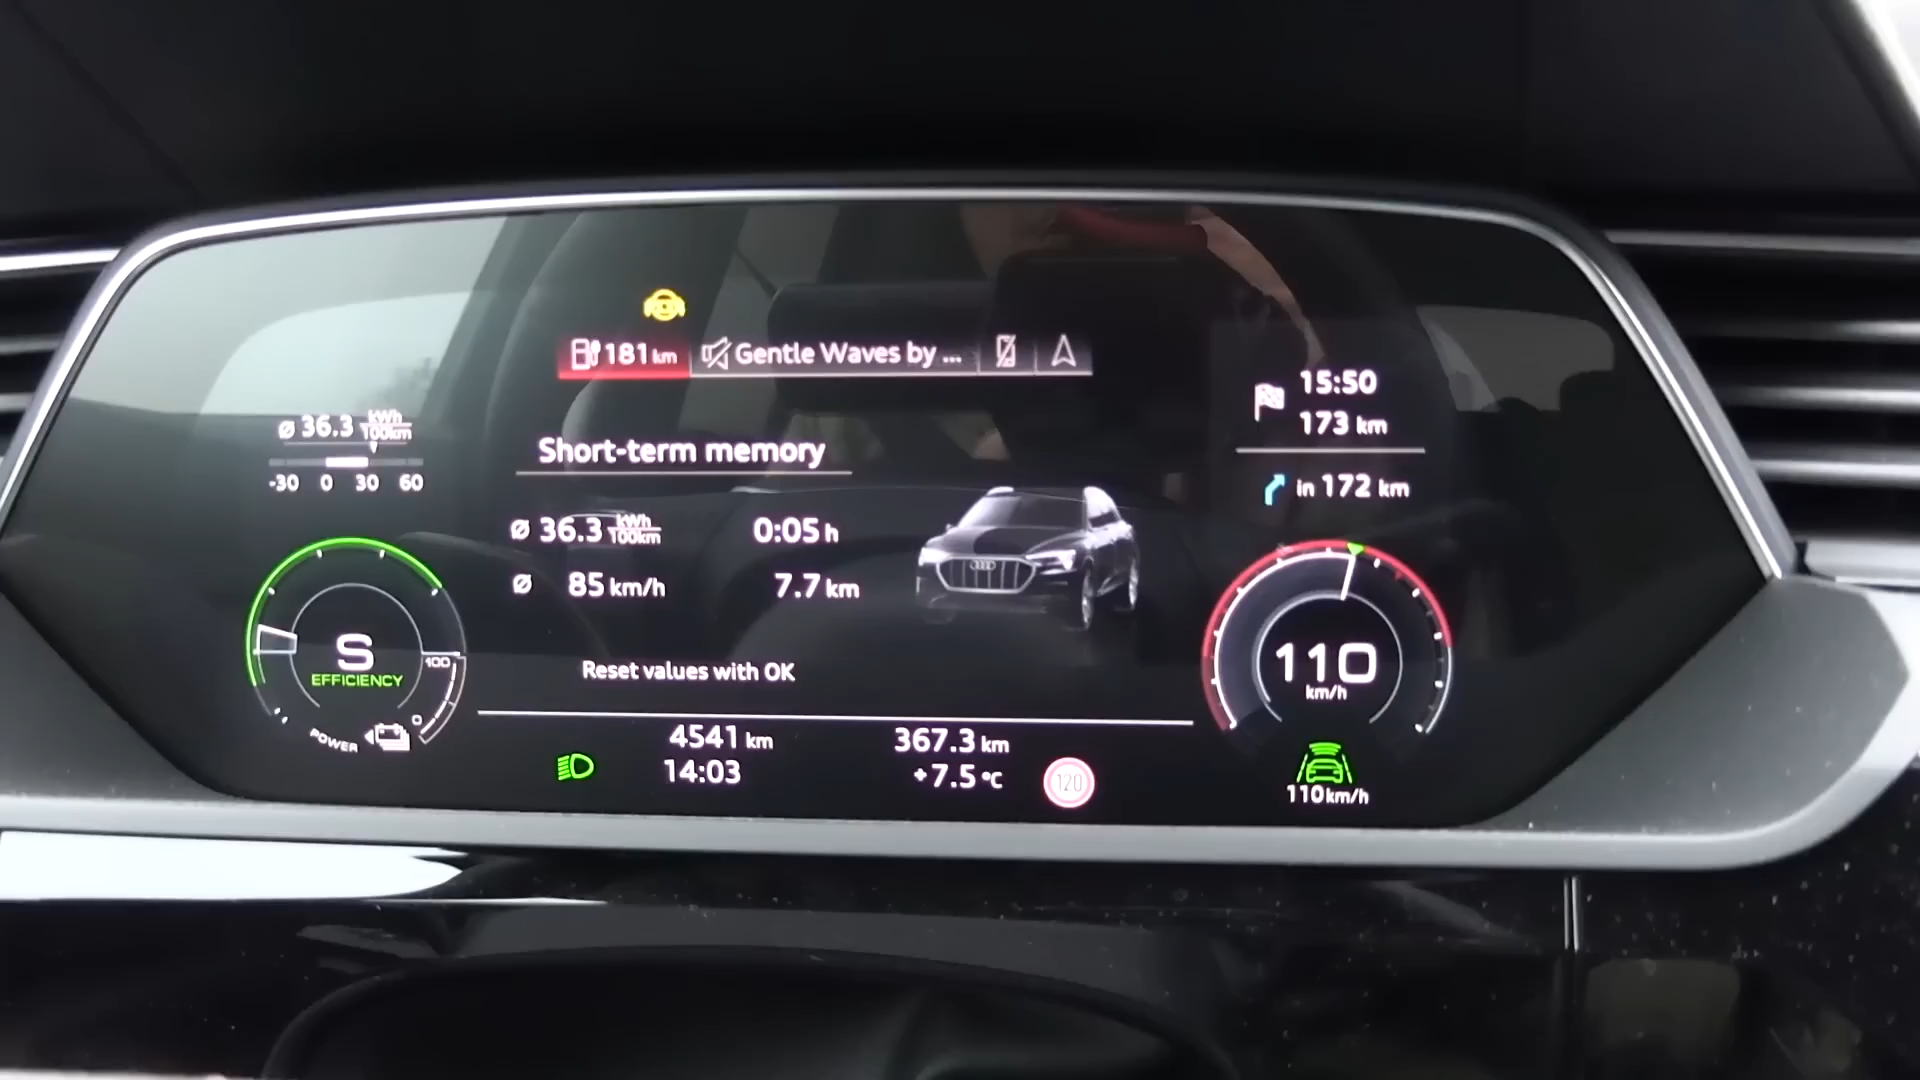 181 km Gentle Waves by ...
15:50
173 km
in 172 km
ø 36.3 kWh/100km
-30 0 30 60
Short-term memory
ø 36.3 kWh/100km 0:05 h
ø 85 km/h 7.7 km
Reset values with OK
S
EFFICIENCY
100
0
POWER
110
km/h
4541 km 367.3 km
14:03 +7.5 °C
120
110 km/h